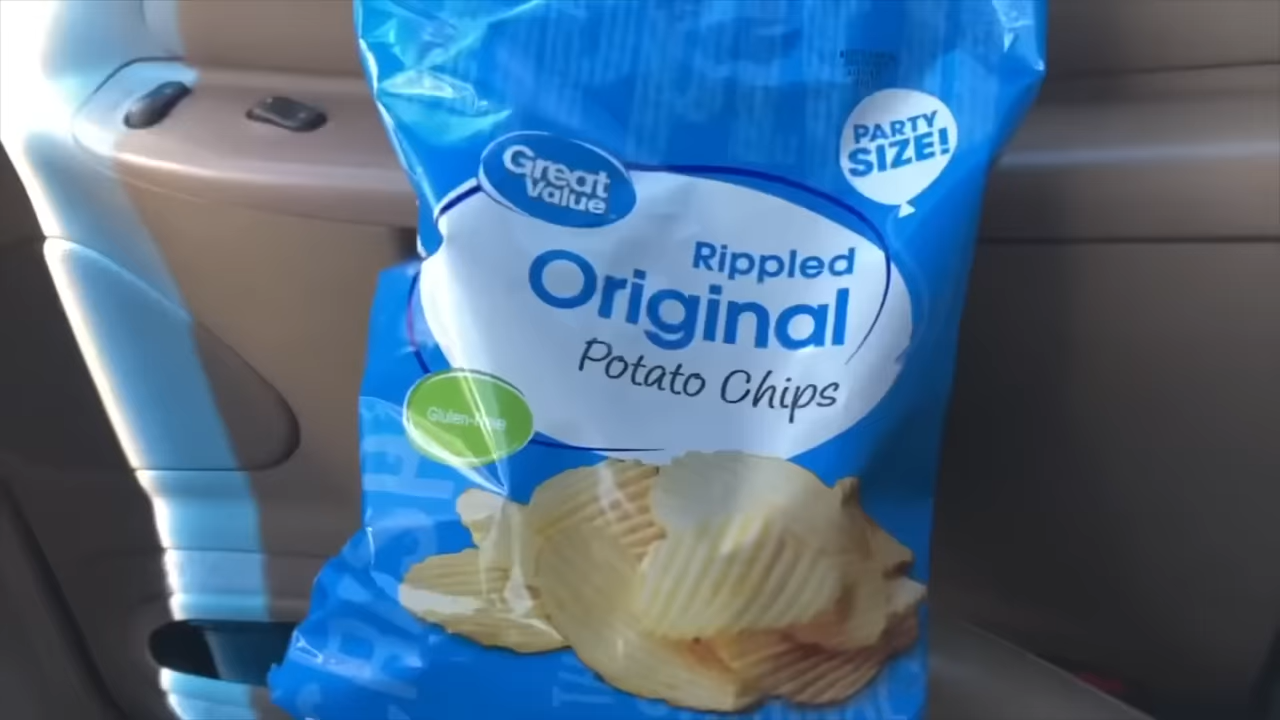 PARTY
SIZE!
Great
Value
Rippled
Original
Potato Chips
Gluten-Free